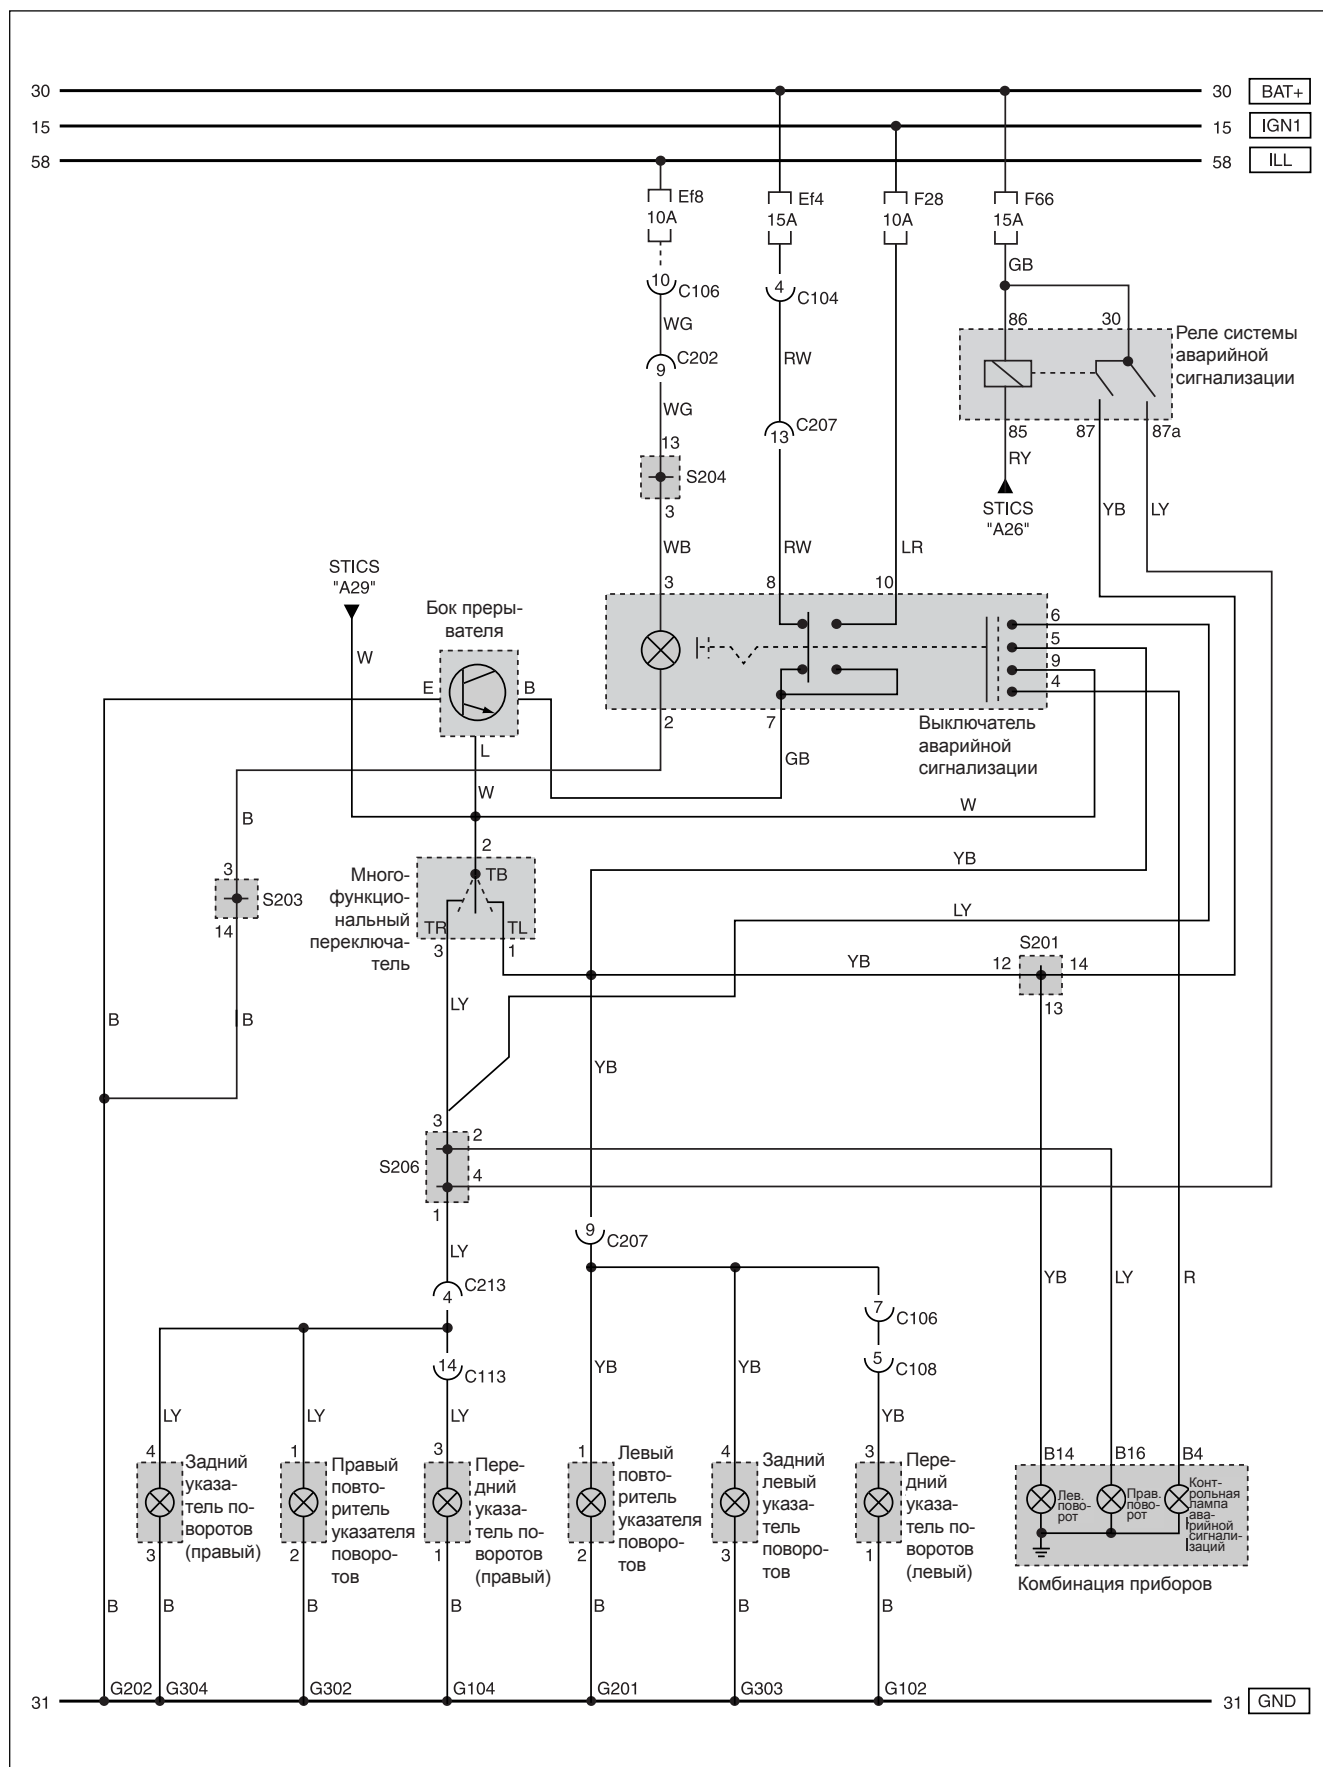 30 30 BAT+
15 15 IGN1
58 58 ILL
Ef8 Ef4 F28 F66
10A 15A 10A 15A
GB
10 C106 4 C104
WG RW
86 30
Реле системы
аварийной
сигнализации
C202
9
WG
C207
13
85 87 87a
13
S204
3
RY
STICS
"A26"
YB LY
WB RW LR
STICS
"A29"
W
Бок преры-
вателя
E B
L
W
3 8 10
6
5
9
4
2 7
Выключатель
аварийной
сигнализации
GB
W
B
3
S203
14
B
B
2
TB
TR TL
3 1
Много-
функцио-
нальный
переключа-
тель
YB
LY
YB
S201
12 14
13
LY
YB
3
2
S206
4
1
LY
9
C207
C213
4
14
C113
7
C106
5
C108
YB LY R
LY LY LY YB YB YB
4 1 3 1 4 3
Задний
указа-
тель по-
воротов
(правый)
Правый
повто-
ритель
указателя
поворо-
тов
Пере-
дний
указа-
тель по-
воротов
(правый)
Левый
повто-
ритель
указателя
поворо-
тов
Задний
левый
указа-
тель
поворо-
тов
Пере-
дний
указа-
тель по-
воротов
(левый)
3 2 1 2 3 1
B14 B16 B4
Лев.
пово-
рот
Прав.
пово-
рот
Конт-
рольная
лампа
ава-
рийной
сигнали-
заций
Комбинация приборов
B B B B B B B
G202 G304 G302 G104 G201 G303 G102
31 31 GND